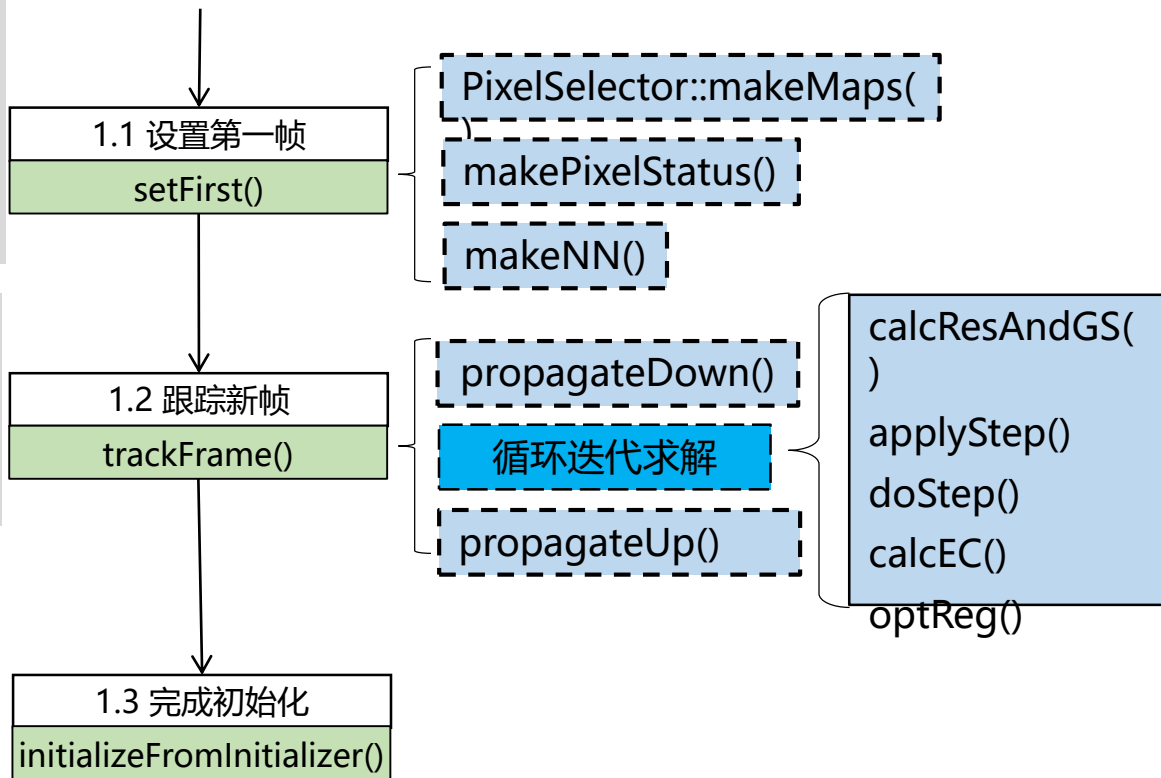 1.1 设置第一帧
setFirst()
PixelSelector::makeMaps(
)
makePixelStatus()
makeNN()
1.2 跟踪新帧
trackFrame()
propagateDown()
循环迭代求解
propagateUp()
calcResAndGS(
)
applyStep()
doStep()
calcEC()
optReg()
1.3 完成初始化
initializeFromInitializer()